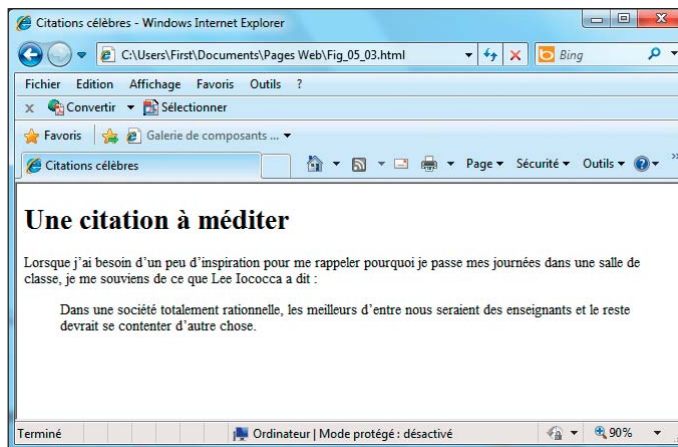 Citations célèbres - Windows Internet Explorer
C:\Users\First\Documents\Pages Web\Fig_05_03.html
Bing
Fichier Edition Affichage Favoris Outils ?
x Convertir Sélectionner
Favoris Galerie de composants ...
Citations célèbres Page Sécurité Outils »
Une citation à méditer
Lorsque j’ai besoin d’un peu d’inspiration pour me rappeler pourquoi je passe mes journées dans une salle de
classe, je me souviens de ce que Lee Iococca a dit :
Dans une société totalement rationnelle, les meilleurs d’entre nous seraient des enseignants et le reste
devrait se contenter d’autre chose.
Terminé Ordinateur | Mode protégé : désactivé 90%